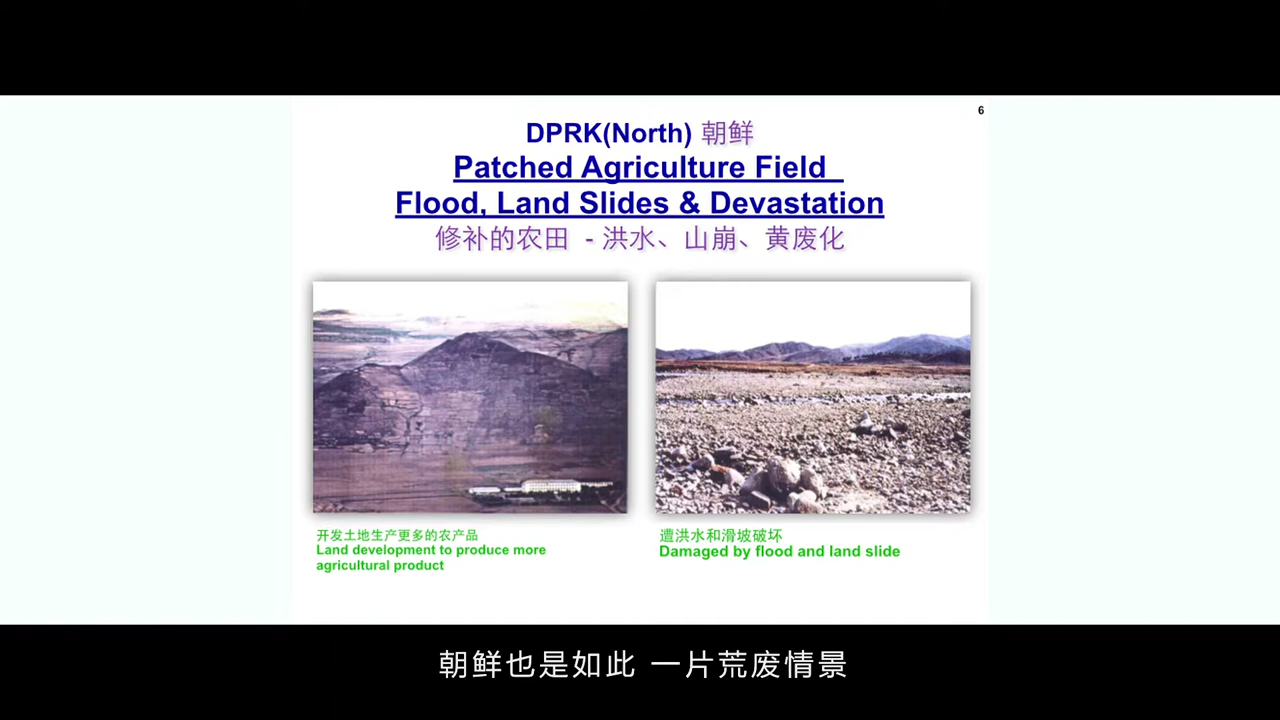 6
DPRK(North) 朝鲜
Patched Agriculture Field
Flood, Land Slides & Devastation
修补的农田 - 洪水、山崩、黄废化
开发土地生产更多的农产品
Land development to produce more
agricultural product
遭洪水和滑坡破坏
Damaged by flood and land slide
朝鲜也是如此 一片荒废情景